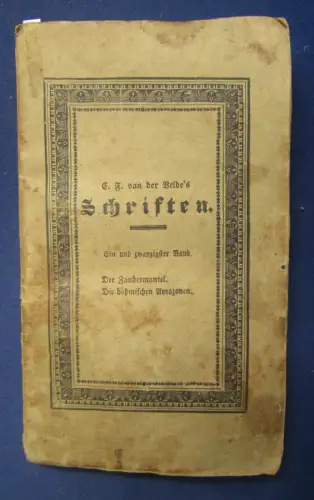 C. F. van der Velde's
Schriften.
Ein und zwanzigster Band.
Der Zaubermantel.
Die böhmischen Amazonen.